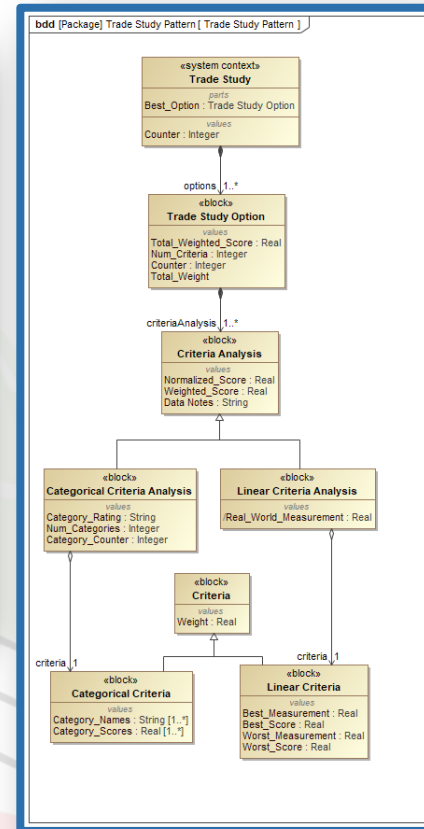 bdd [Package] Trade Study Pattern [ Trade Study Pattern ]
«system context»
Trade Study
parts
Best_Option : Trade Study Option
values
Counter : Integer
options 1..*
«block»
Trade Study Option
values
Total_Weighted_Score : Real
Num_Criteria : Integer
Counter : Integer
Total_Weight
criteriaAnalysis 1..*
«block»
Criteria Analysis
values
Normalized_Score : Real
Weighted_Score : Real
Data Notes : String
«block»
Categorical Criteria Analysis
values
Category_Rating : String
Num_Categories : Integer
Category_Counter : Integer
«block»
Linear Criteria Analysis
values
/Real_World_Measurement : Real
«block»
Criteria
values
Weight : Real
criteria 1
criteria 1
«block»
Categorical Criteria
values
Category_Names : String [1..*]
Category_Scores : Real [1..*]
«block»
Linear Criteria
values
Best_Measurement : Real
Best_Score : Real
Worst_Measurement : Real
Worst_Score : Real